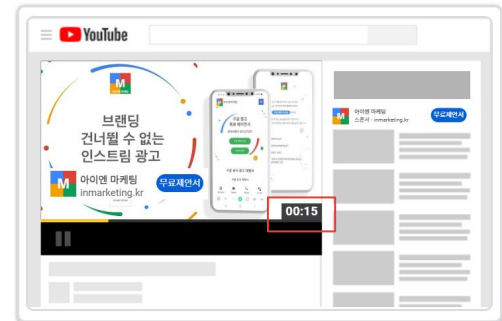 YouTube
M
브랜딩
건너뛸 수 없는
인스트림 광고
M
아이엔 마케팅
inmarketing.kr
무료제안서
00:15
M
아이엔 마케팅
스폰서 · inmarketing.kr
무료제안서